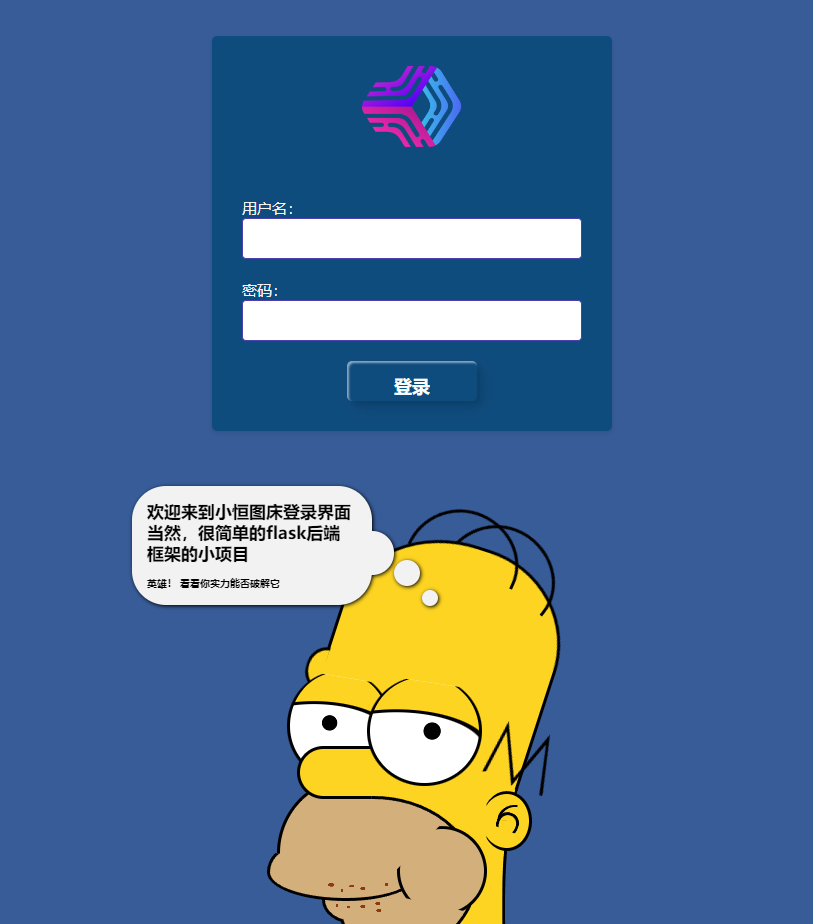 用户名：
密码：
登录
欢迎来到小恒图床登录界面
当然，很简单的flask后端
框架的小项目
英雄！ 看看你实力能否破解它